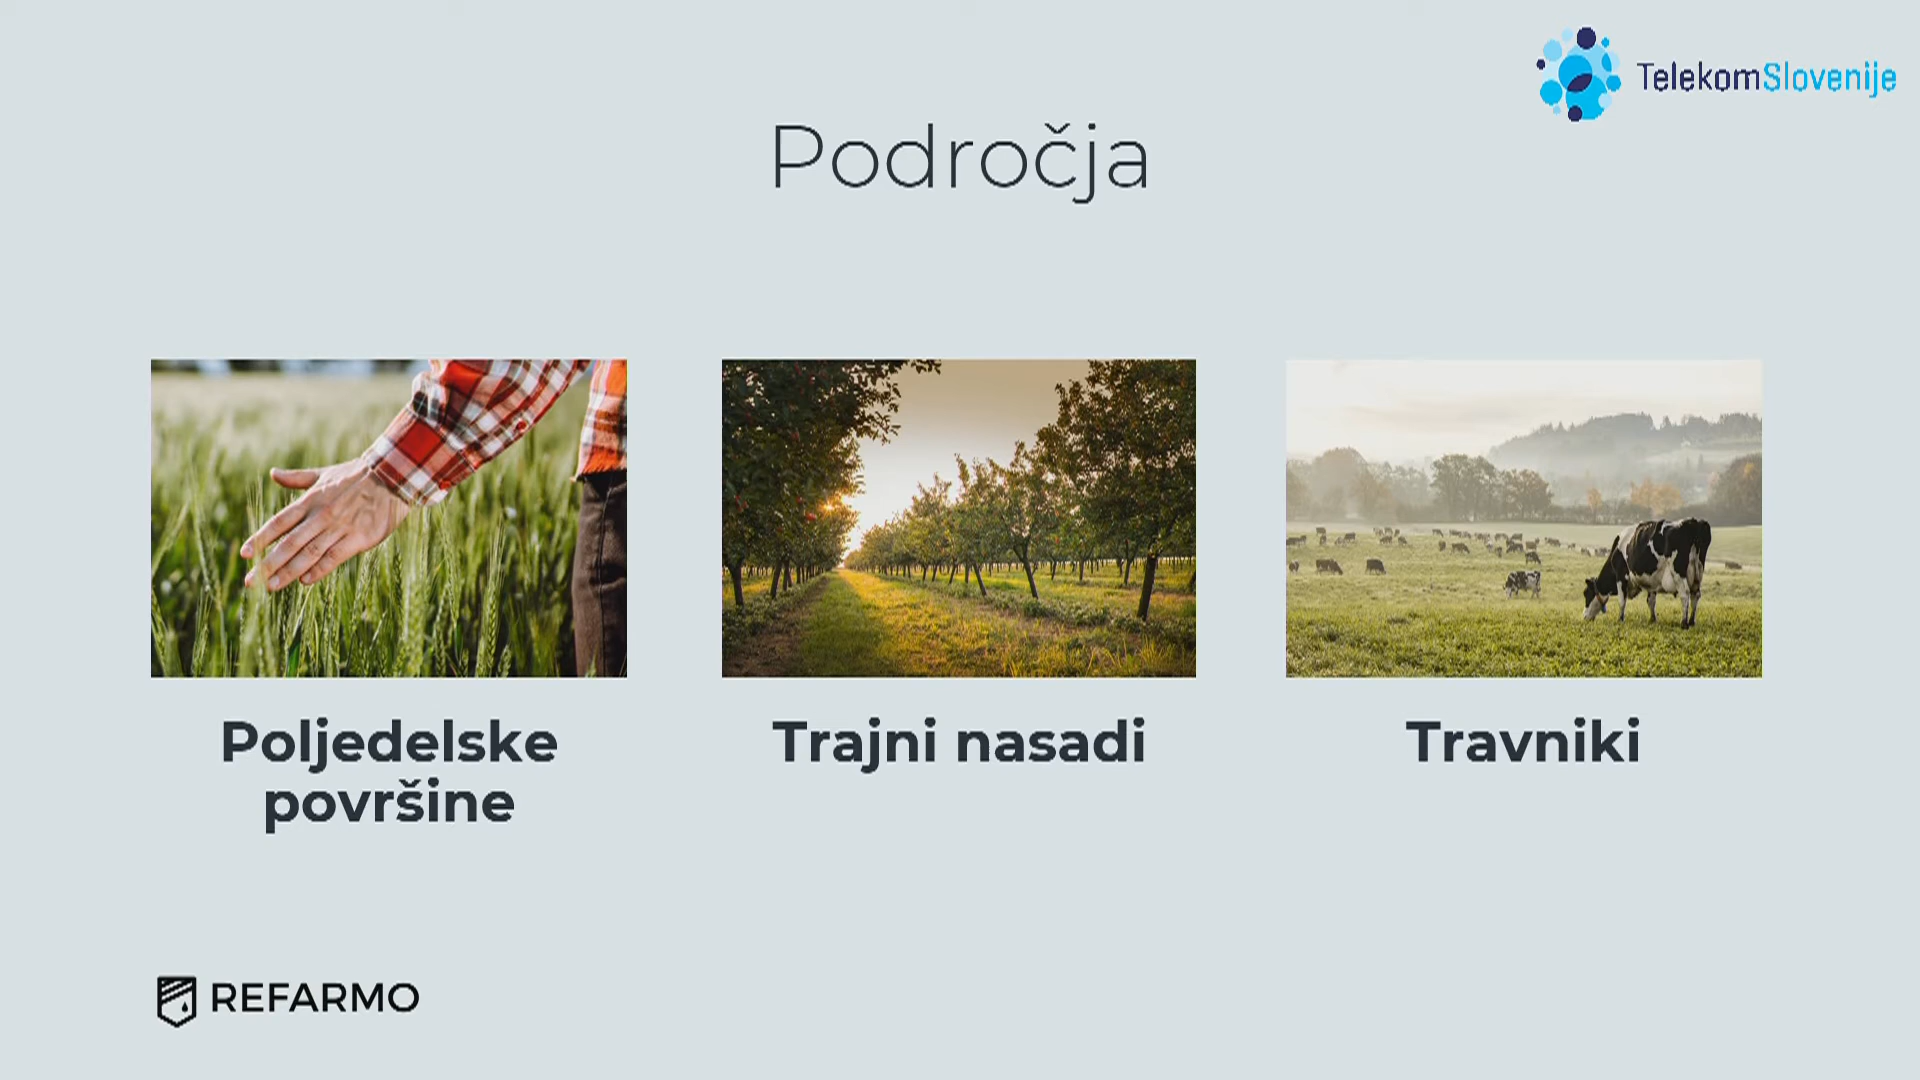 TelekomSlovenije
Področja
Poljedelske
površine
Trajni nasadi
Travniki
REFARMO